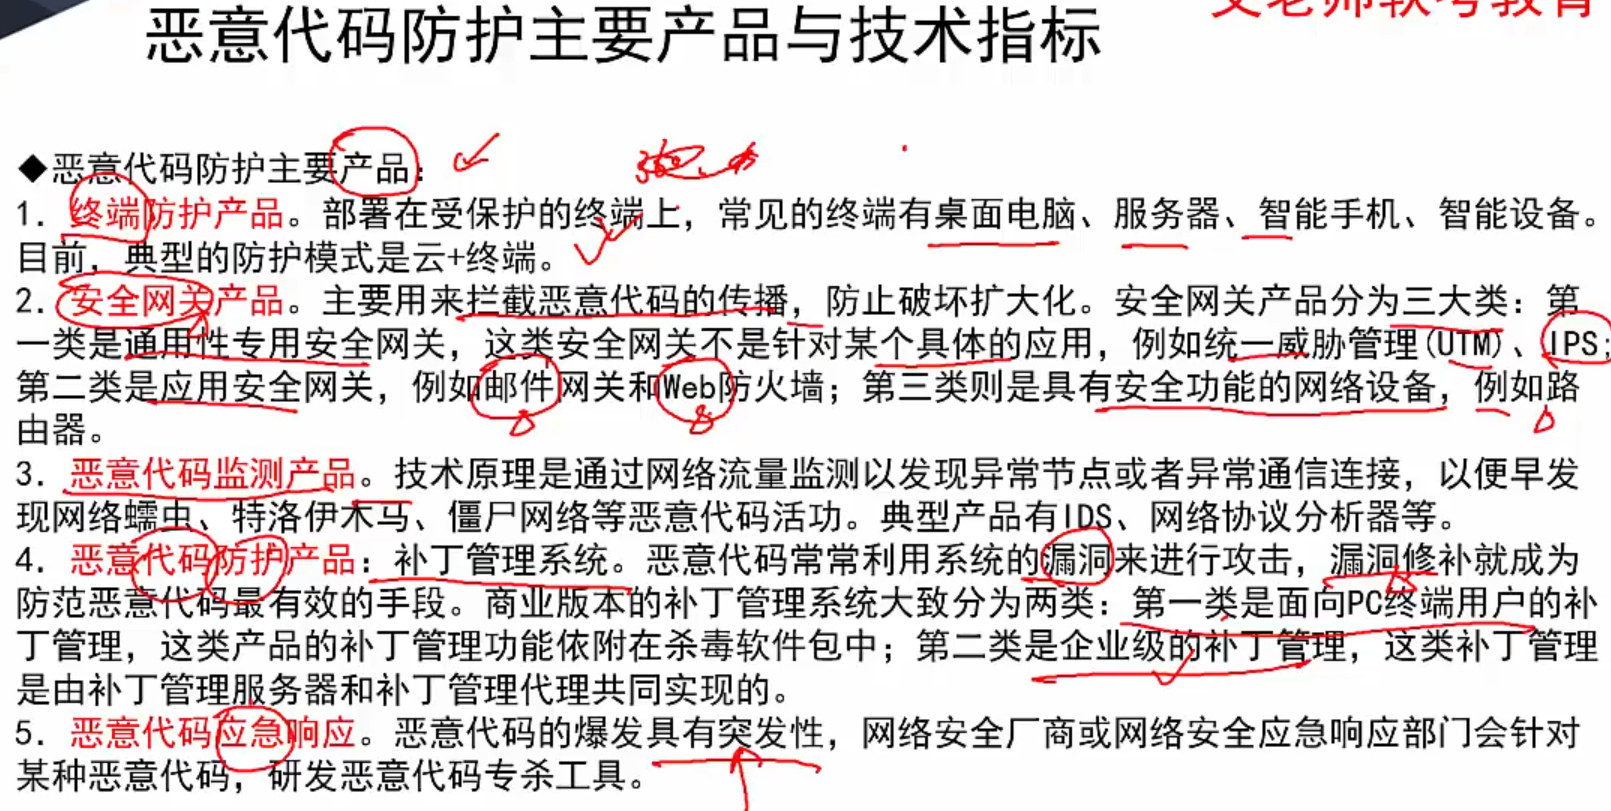 恶意代码防护主要产品与技术指标
艾老师软考教育
◆恶意代码防护主要产品:
360
1. 终端防护产品。部署在受保护的终端上，常见的终端有桌面电脑、服务器、智能手机、智能设备。
目前，典型的防护模式是云+终端。
2. 安全网关产品。主要用来拦截恶意代码的传播，防止破坏扩大化。安全网关产品分为三大类：第
一类是通用性专用安全网关，这类安全网关不是针对某个具体的应用，例如统一威胁管理(UTM)、IPS;
第二类是应用安全网关，例如邮件网关和Web防火墙；第三类则是具有安全功能的网络设备，例如路
由器。
3. 恶意代码监测产品。技术原理是通过网络流量监测以发现异常节点或者异常通信连接，以便早发
现网络蠕虫、特洛伊木马、僵尸网络等恶意代码活动。典型产品有IDS、网络协议分析器等。
4. 恶意代码防护产品：补丁管理系统。恶意代码常常利用系统的漏洞来进行攻击，漏洞修补就成为
防范恶意代码最有效的手段。商业版本的补丁管理系统大致分为两类：第一类是面向PC终端用户的补
丁管理，这类产品的补丁管理功能依附在杀毒软件包中；第二类是企业级的补丁管理，这类补丁管理
是由补丁管理服务器和补丁管理代理共同实现的。
5. 恶意代码应急响应。恶意代码的爆发具有突发性，网络安全厂商或网络安全应急响应部门会针对
某种恶意代码，研发恶意代码专杀工具。